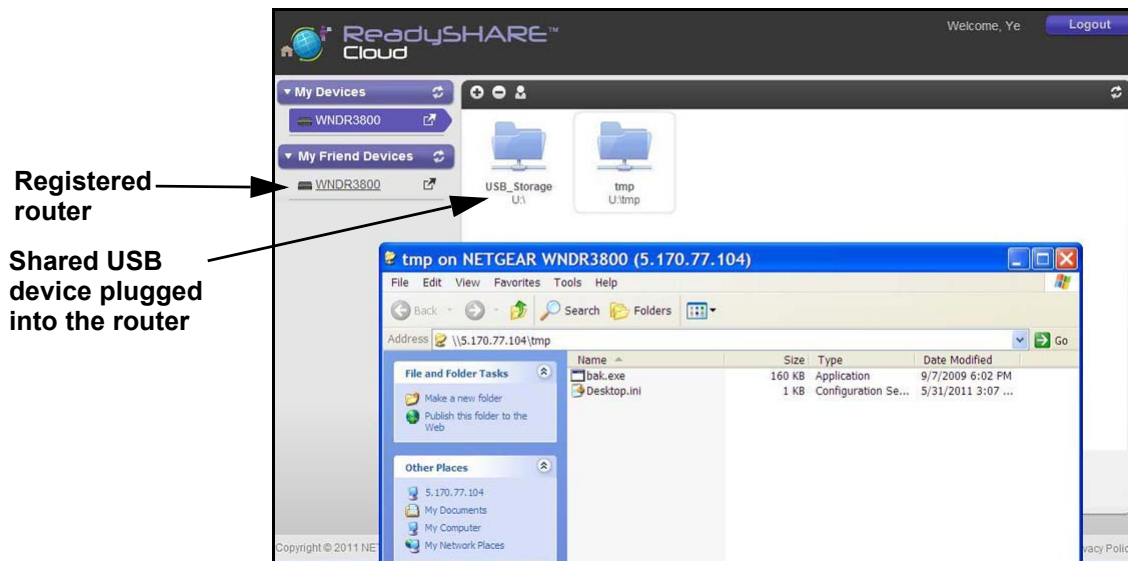 ReadySHARE™
Cloud
Welcome, Ye
Logout
My Devices
WNDR3800
My Friend Devices
WNDR3800
Registered
router
Shared USB
device plugged
into the router
USB_Storage
U:\
tmp
U:\tmp
tmp on NETGEAR WNDR3800 (5.170.77.104)
File Edit View Favorites Tools Help
Back Search Folders
Address \\5.170.77.104\tmp Go
File and Folder Tasks
Make a new folder
Publish this folder to the
Web
Other Places
5.170.77.104
My Documents
My Computer
My Network Places
Name Size Type Date Modified
bak.exe 160 KB Application 9/7/2009 6:02 PM
Desktop.ini 1 KB Configuration Se... 5/31/2011 3:07 ...
Copyright © 2011 NE
vacy Polic